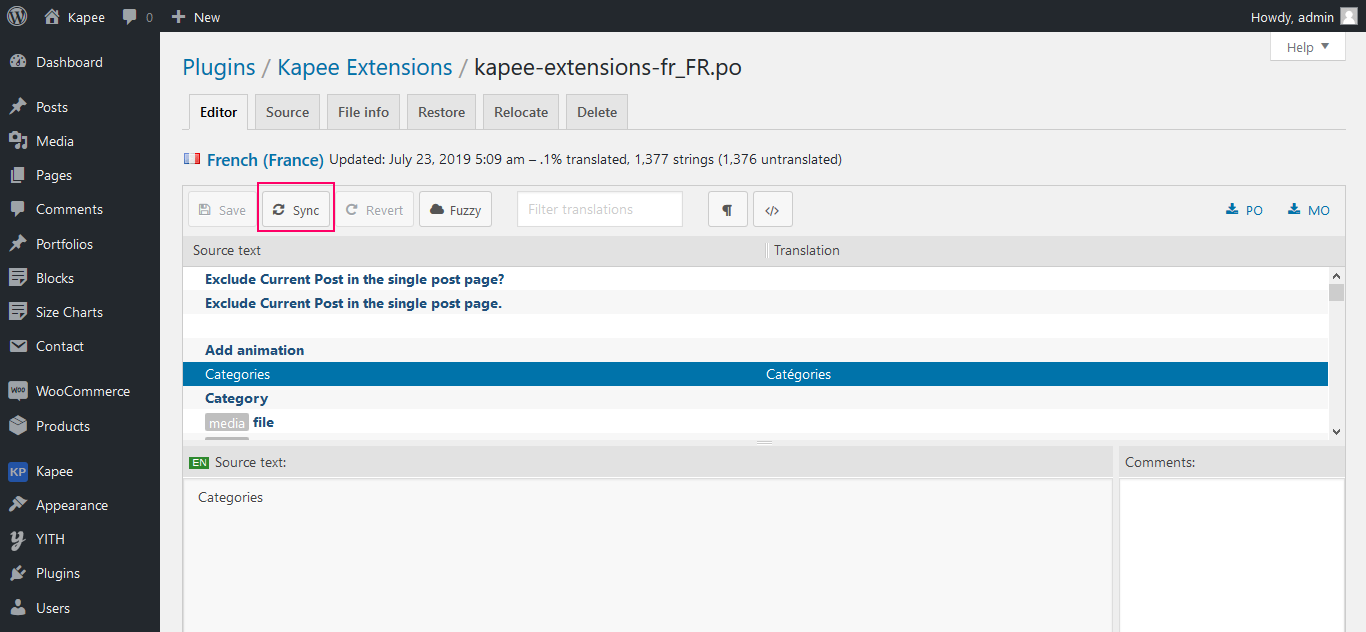 Kapee 0 New Howdy, admin
Help
Dashboard
Posts
Media
Pages
Comments
Portfolios
Blocks
Size Charts
Contact
WOO WooCommerce
Products
KP Kapee
Appearance
YITH
Plugins
Users
Plugins / Kapee Extensions / kapee-extensions-fr_FR.po
Editor Source File info Restore Relocate Delete
French (France) Updated: July 23, 2019 5:09 am – .1% translated, 1,377 strings (1,376 untranslated)
Save Sync Revert Fuzzy Filter translations ¶ </> PO MO
Source text Translation
Exclude Current Post in the single post page?
Exclude Current Post in the single post page.
Add animation
Categories Catégories
Category
media file
EN Source text: Comments:
Categories